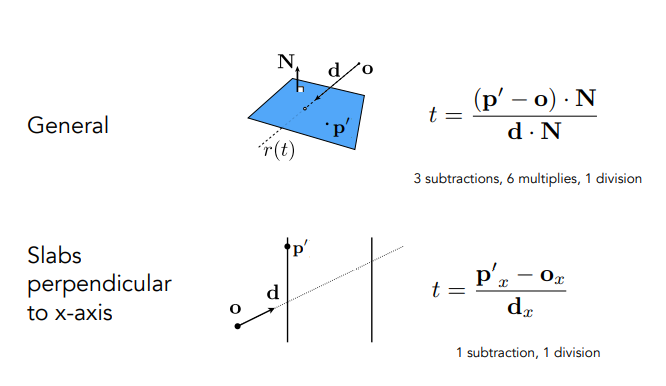 General
N
d
o
p′
r(t)
t = (p′ − o) · N / d · N
3 subtractions, 6 multiplies, 1 division
Slabs
perpendicular
to x-axis
p′
d
o
t = p′ₓ − oₓ / dₓ
1 subtraction, 1 division